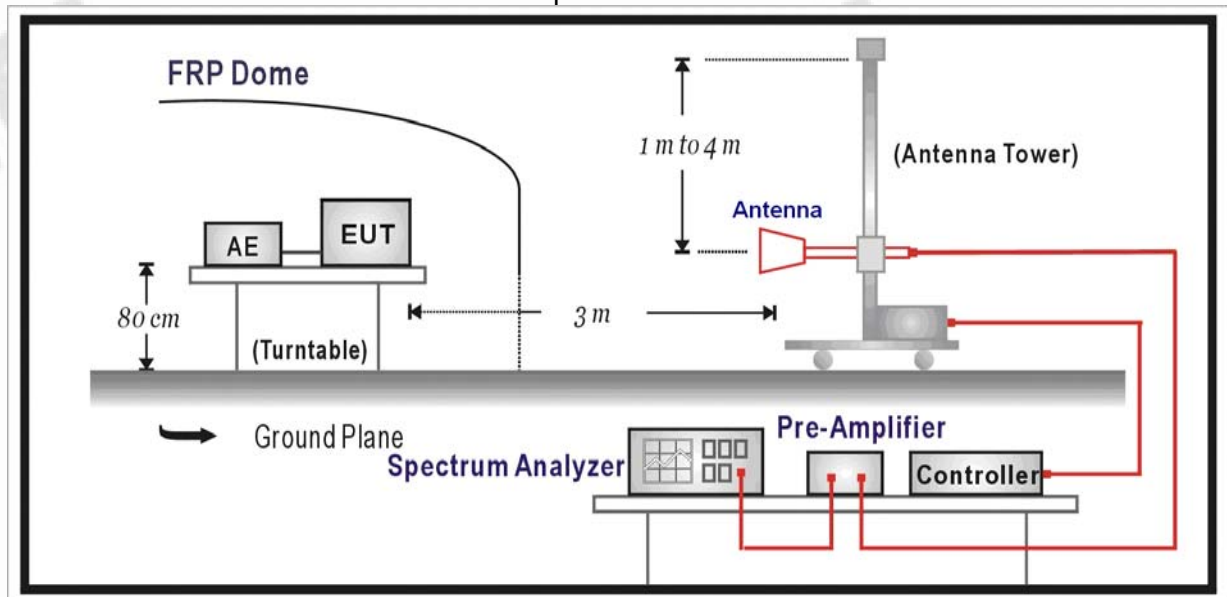 FRP Dome
1 m to 4 m
(Antenna Tower)
Antenna
AE
EUT
80 cm
3 m
(Turntable)
Ground Plane
Spectrum Analyzer
Pre-Amplifier
Controller